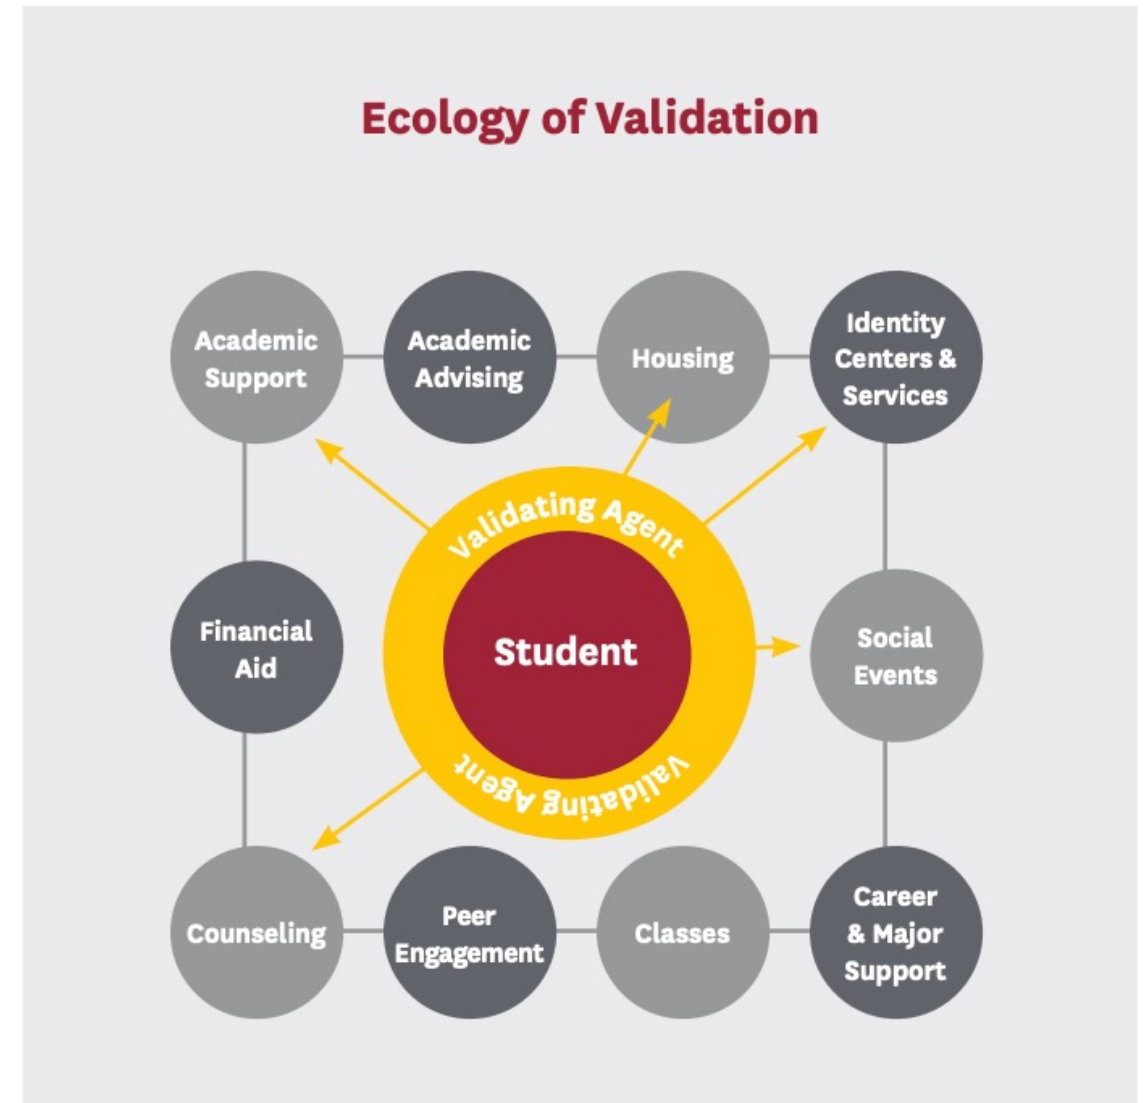 Ecology of Validation
Academic
Support
Academic
Advising
Housing
Identity
Centers &
Services
Validating Agent
Financial
Aid
Student
Social
Events
Validating Agent
Counseling
Peer
Engagement
Classes
Career
& Major
Support